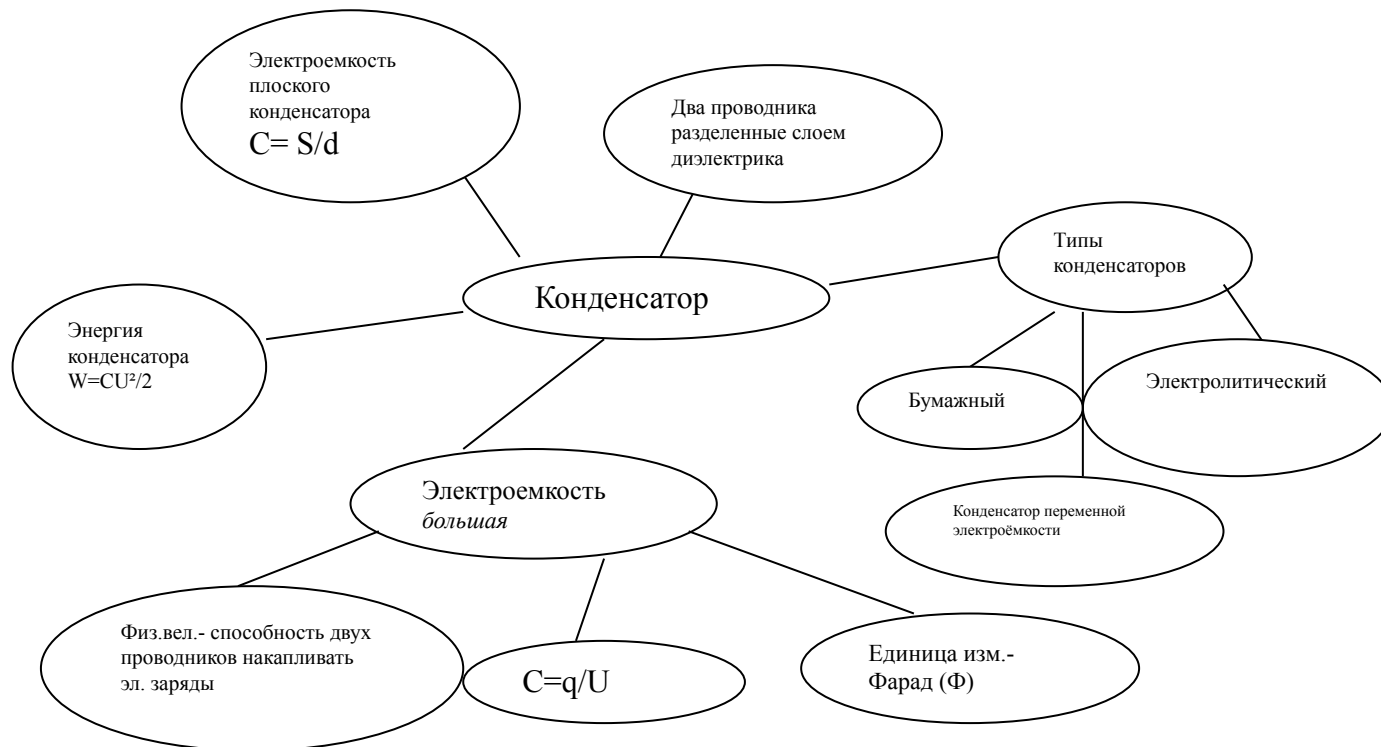 Электроемкость
плоского
конденсатора
C= S/d
Два проводника
разделенные слоем
диэлектрика
Типы
конденсаторов
Конденсатор
Энергия
конденсатора
W=CU²/2
Бумажный
Электролитический
Электроемкость
большая
Конденсатор переменной
электроёмкости
Физ.вел.- способность двух
проводников накапливать
эл. заряды
C=q/U
Единица изм.-
Фарад (Ф)